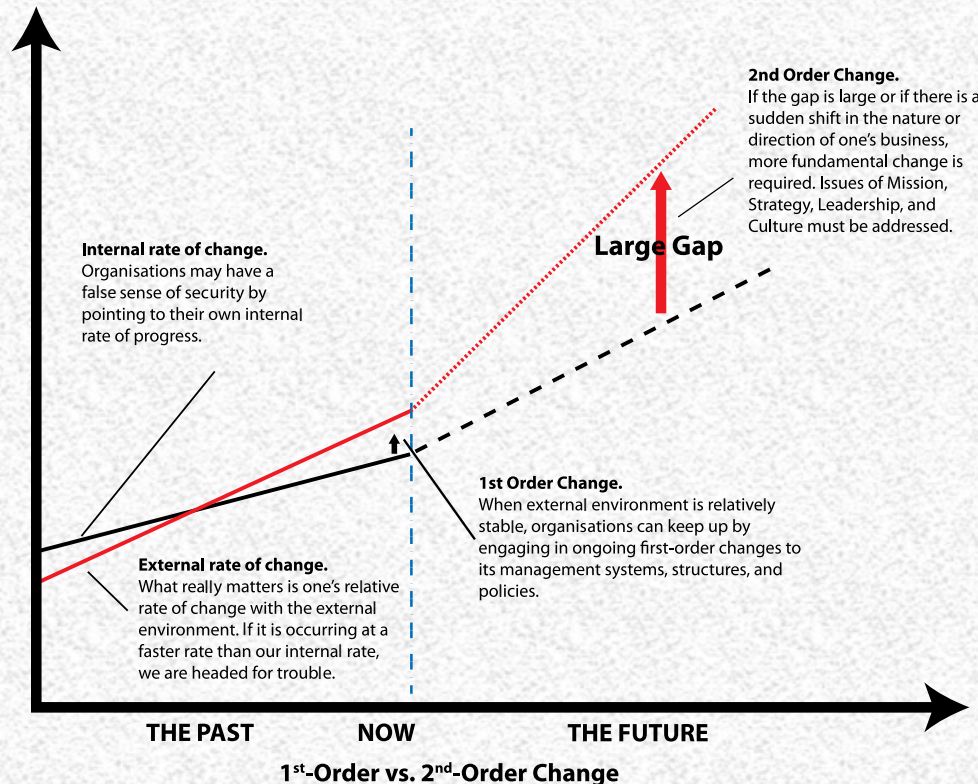 2nd Order Change.
If the gap is large or if there is a
sudden shift in the nature or
direction of one’s business,
more fundamental change is
required. Issues of Mission,
Strategy, Leadership, and
Culture must be addressed.
Large Gap
Internal rate of change.
Organisations may have a
false sense of security by
pointing to their own internal
rate of progress.
1st Order Change.
When external environment is relatively
stable, organisations can keep up by
engaging in ongoing first-order changes to
its management systems, structures, and
policies.
External rate of change.
What really matters is one’s relative
rate of change with the external
environment. If it is occurring at a
faster rate than our internal rate,
we are headed for trouble.
THE PAST NOW THE FUTURE
1st-Order vs. 2nd-Order Change